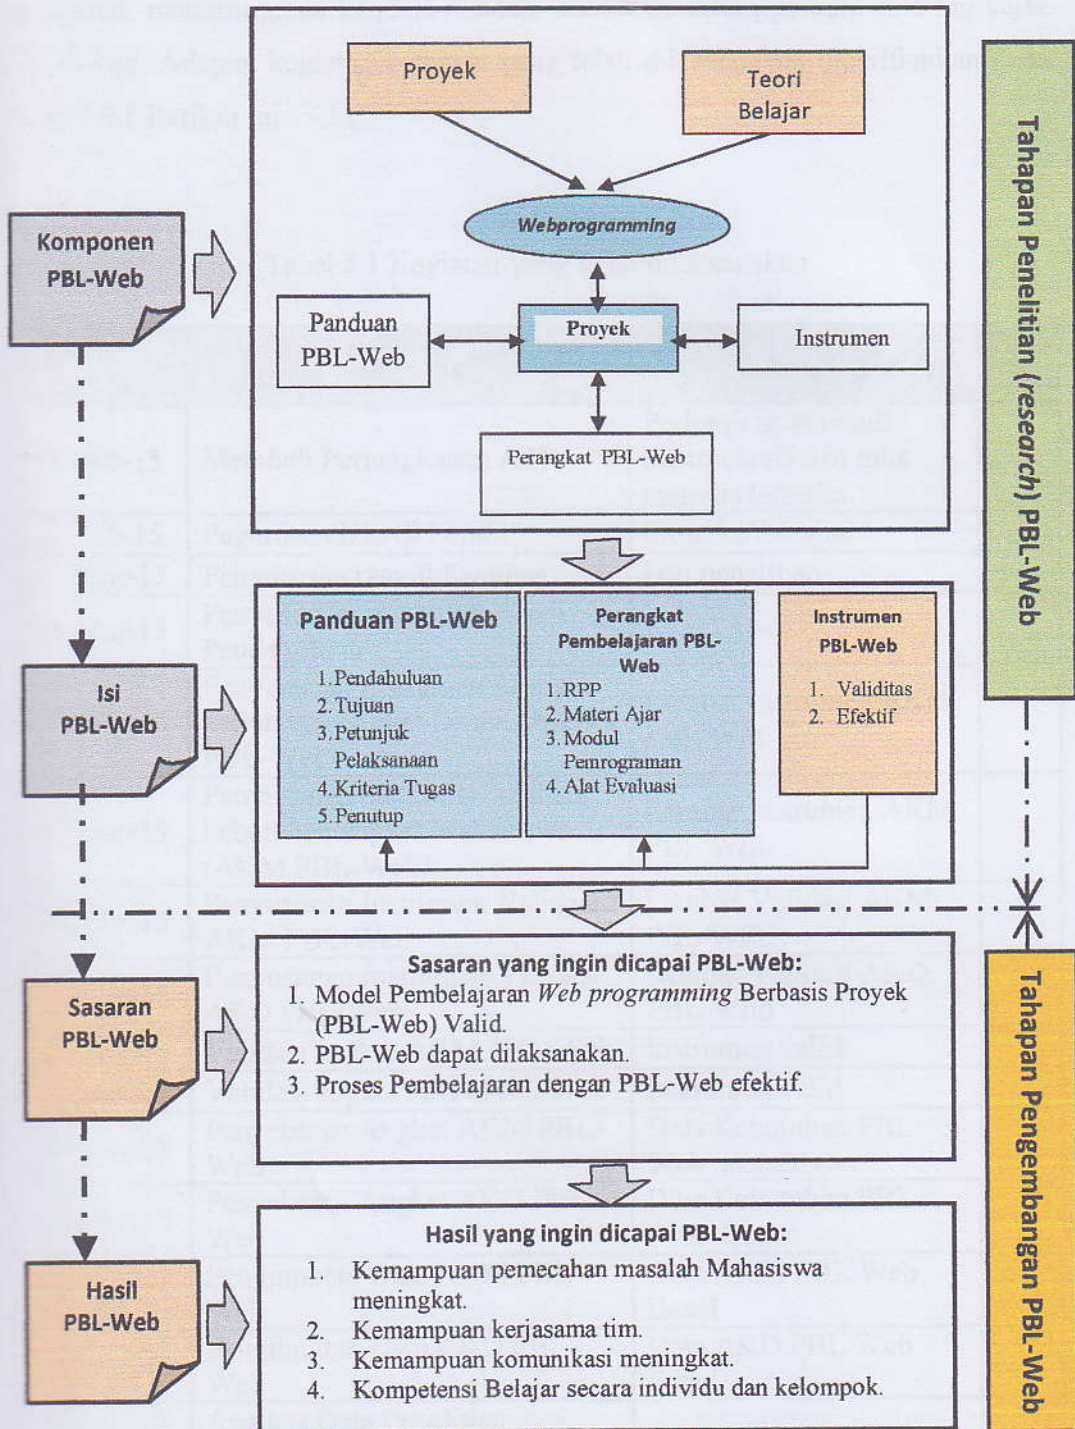 Proyek
Teori
Belajar
Webprogramming
Komponen
PBL-Web
Panduan
PBL-Web
Proyek
Instrumen
Perangkat PBL-Web
Tahapan Penelitian (research) PBL-Web
Isi
PBL-Web
Panduan PBL-Web
1. Pendahuluan
2. Tujuan
3. Petunjuk
Pelaksanaan
4. Kriteria Tugas
5. Penutup
Perangkat
Pembelajaran PBL-
Web
1. RPP
2. Materi Ajar
3. Modul
Pemrograman
4. Alat Evaluasi
Instrumen
PBL-Web
1. Validitas
2. Efektif
Sasaran
PBL-Web
Sasaran yang ingin dicapai PBL-Web:
1. Model Pembelajaran Web programming Berbasis Proyek
(PBL-Web) Valid.
2. PBL-Web dapat dilaksanakan.
3. Proses Pembelajaran dengan PBL-Web efektif.
Tahapan Pengembangan PBL-Web
Hasil
PBL-Web
Hasil yang ingin dicapai PBL-Web:
1. Kemampuan pemecahan masalah Mahasiswa
meningkat.
2. Kemampuan kerjasama tim.
3. Kemampuan komunikasi meningkat.
4. Kompetensi Belajar secara individu dan kelompok.